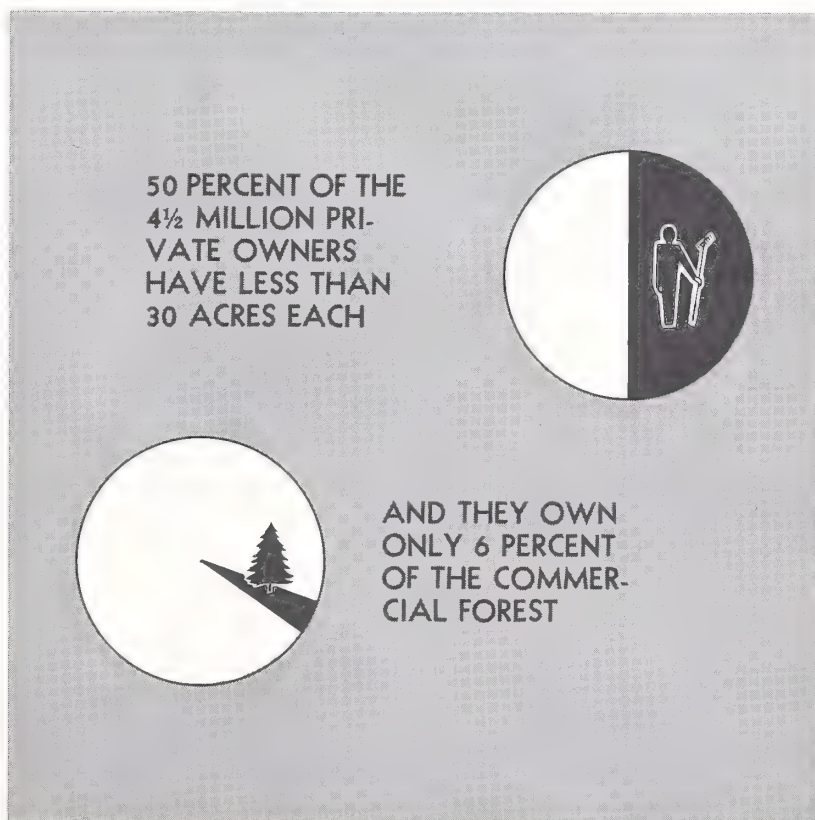 50 PERCENT OF THE
4½ MILLION PRI-
VATE OWNERS
HAVE LESS THAN
30 ACRES EACH
AND THEY OWN
ONLY 6 PERCENT
OF THE COMMER-
CIAL FOREST